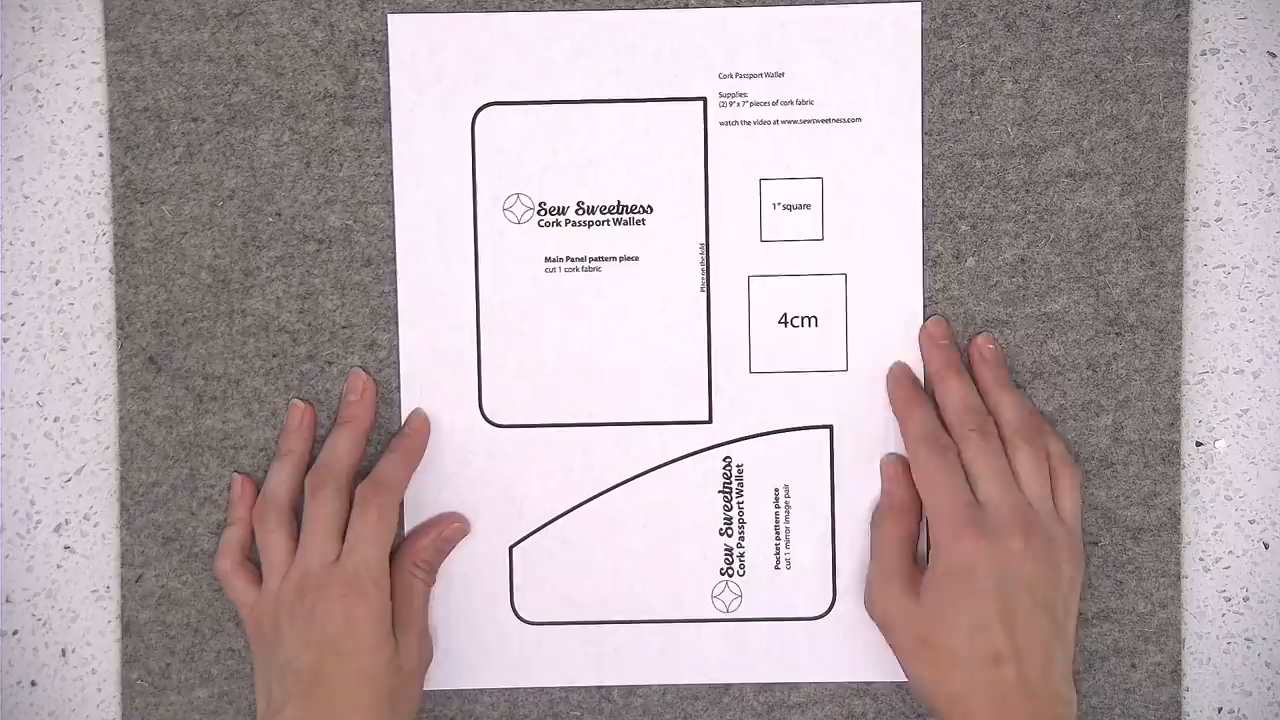 Cork Passport Wallet
Supplies:
(2) 9" x 7" pieces of cork fabric
watch the video at www.sewsweetness.com
Sew Sweetness
Cork Passport Wallet
Main Panel pattern piece
cut 1 cork fabric
Place on the fold
1" square
4cm
Sew Sweetness
Cork Passport Wallet
Pocket pattern piece
cut 1 mirror image pair